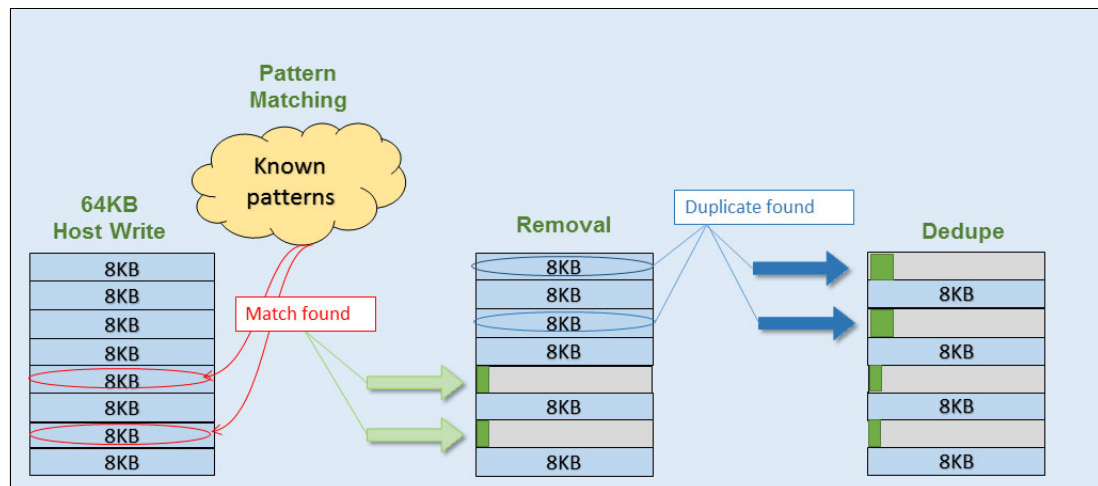 Pattern
Matching
Known
patterns
64KB
Host Write
8KB
8KB
8KB
8KB
8KB
8KB
8KB
8KB
Match found
Removal
8KB
8KB
8KB
8KB
8KB
8KB
Duplicate found
Dedupe
8KB
8KB
8KB
8KB